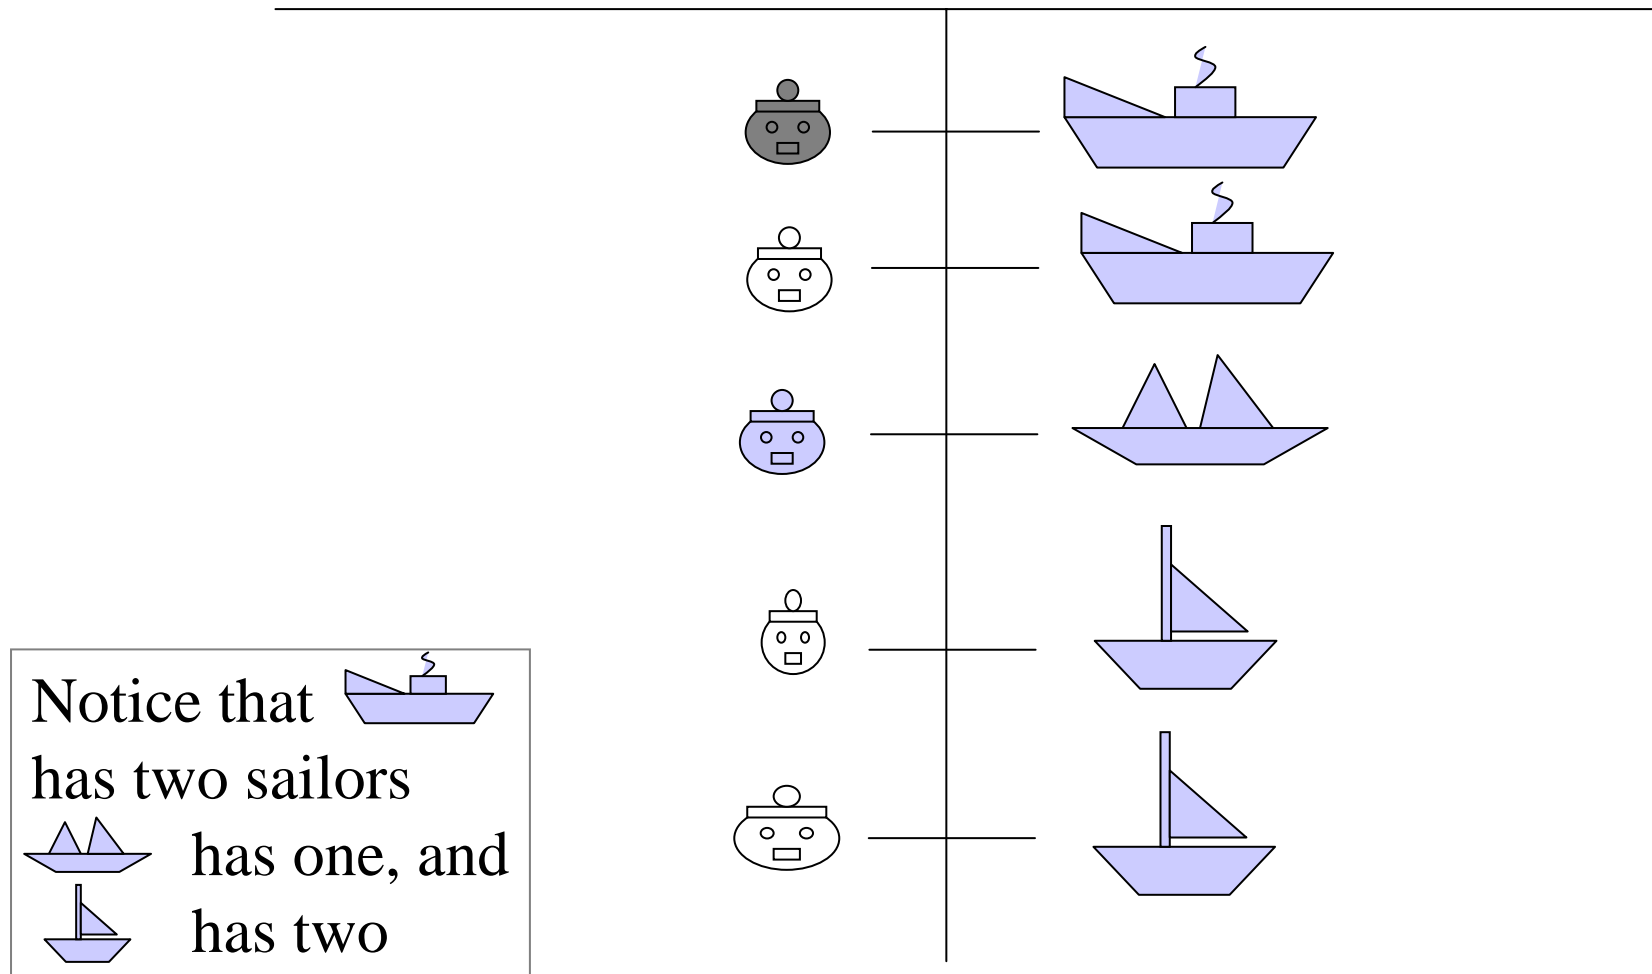 Notice that
has two sailors
has one, and
has two